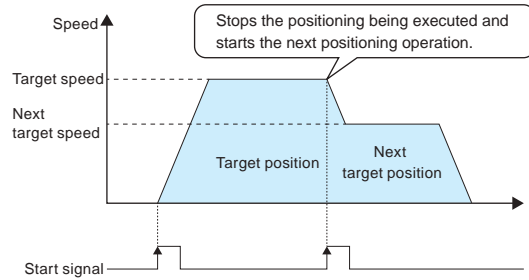 Speed
Stops the positioning being executed and
starts the next positioning operation.
Target speed
Next
target speed
Target position
Next
target position
Start signal